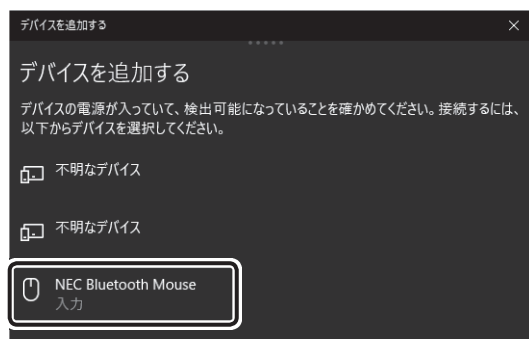 デバイスを追加する
デバイスを追加する
デバイスの電源が入っていて、検出可能になっていることを確かめてください。接続するには、
以下からデバイスを選択してください。
不明なデバイス
不明なデバイス
NEC Bluetooth Mouse
入力